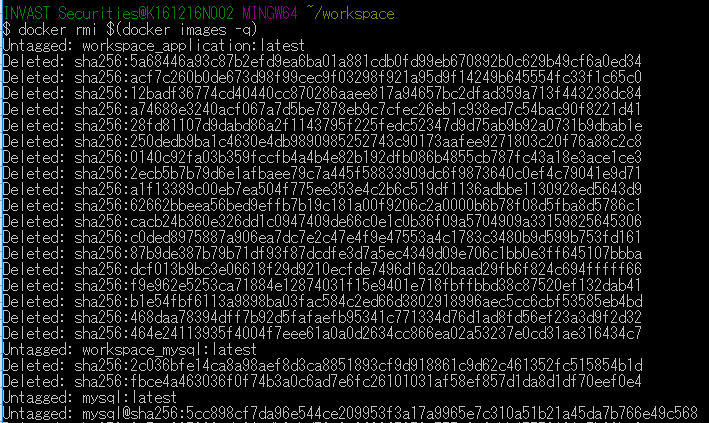 INVAST Securities@K161216N002 MINGW64 ~/workspace
$ docker rmi $(docker images -q)
Untagged: workspace_application:latest
Deleted: sha256:5a68446a93c87b2efd9ea6ba01a881cdb0fd99eb670892b0c629b49cf6a0ed34
Deleted: sha256:acf7c260b0de673d98f99cec9f03298f921a95d9f14249b645554fc33f1c65c0
Deleted: sha256:12badf36774cd40440cc870286aaee817a94657bc2dfad359a713f443238dc84
Deleted: sha256:a74688e3240acf067a7d5be7878eb9c7cfec26eb1c938ed7c54bac90f8221d41
Deleted: sha256:28fd81107d9dabd86a2f1143795f225fedc52347d9d75ab9b92a0731b9dbab1e
Deleted: sha256:250dedb9ba1c4630e4db9890985252743c90173aafee9271803c20f76a88c2c8
Deleted: sha256:0140c92fa03b359fccfb4a4b4e82b192dfb086b4855cb787fc43a18e3ace1ce3
Deleted: sha256:2ecb5b7b79d6e1afbaee79c7a445f58833909dc6f9873640c0ef4c79041e9d71
Deleted: sha256:a1f13389c00eb7ea504f775ee353e4c2b6c519df1136adbbe1130928ed5643d9
Deleted: sha256:62662bbeea56bed9effb7b19c181a00f9206c2a0000b6b78f08d5fba8d5786c1
Deleted: sha256:cacb24b360e326dd1c0947409de66c0e1c0b36f09a5704909a33159825645306
Deleted: sha256:c0ded8975887a906ea7dc7e2c47e4f9e47553a4c1783c3480b9d599b753fd161
Deleted: sha256:87b9de387b79b71df93f87dcdfe3d7a5ec4349d09e706c1bb0e3ff645107bbba
Deleted: sha256:dcf013b9bc3e06618f29d9210ecfde7496d16a20baad29fb6f824c694fffff66
Deleted: sha256:f9e962e5253ca71884e12874031f15e9401e718fbffbbd38c87520ef132dab41
Deleted: sha256:b1e54fbf6113a9898ba03fac584c2ed66d3802918996aec5cc6cbf53585eb4bd
Deleted: sha256:468daa78394dff7b92d5fafaefb95341c771334d76d1ad8fd56ef23a3d9f2d32
Deleted: sha256:464e24113935f4004f7eee61a0a0d2634cc866ea02a53237e0cd31ae316434c7
Untagged: workspace_mysql:latest
Deleted: sha256:2c036bfe14ca8a98aef8d3ca8851893cf9d918861c9d62c461352fc515854b1d
Deleted: sha256:fbce4a463036f0f74b3a0c6ad7e6fc26101031af58ef857d1da8d1df70eef0e4
Untagged: mysql:latest
Untagged: mysql@sha256:5cc898cf7da96e544ce209953f3a17a9965e7c310a51b21a45da7b766e49c568